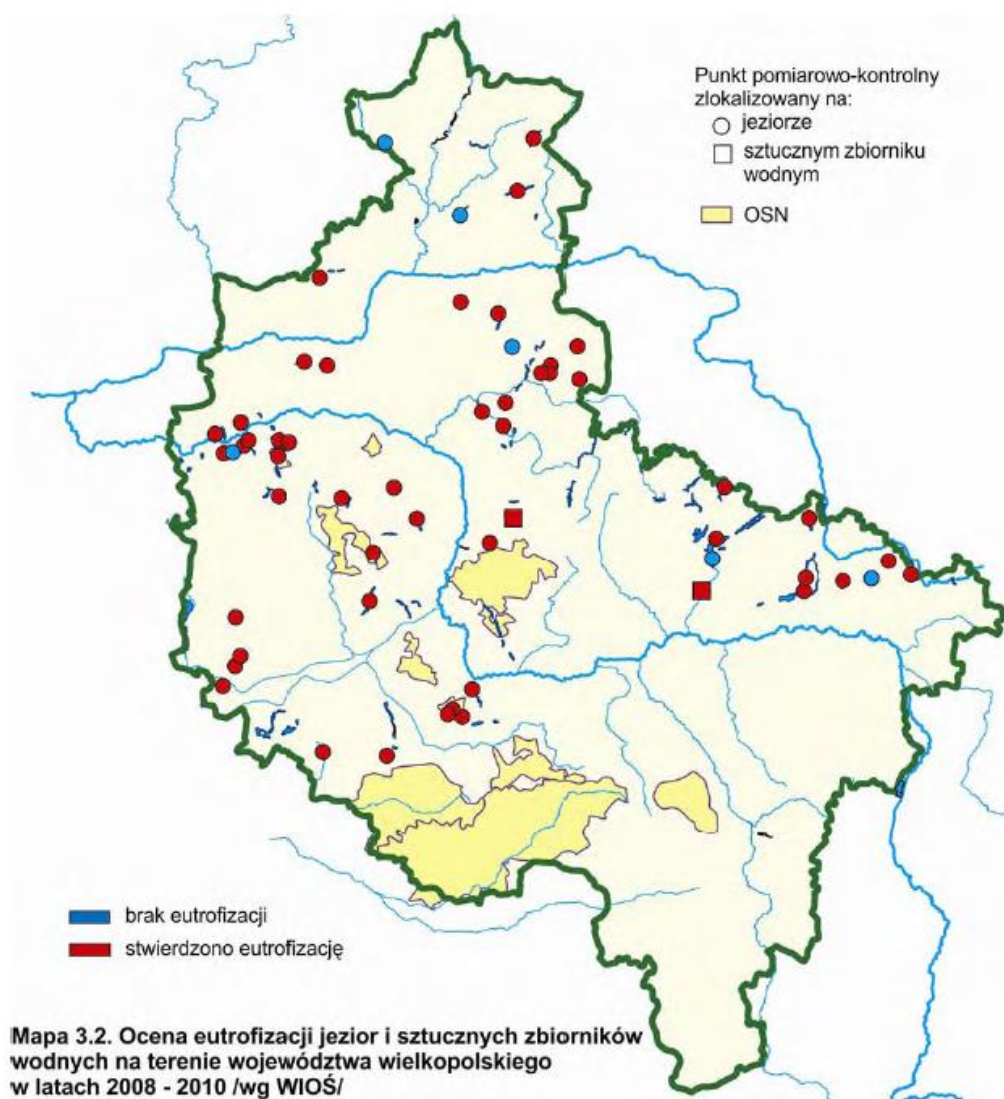 Punkt pomiarowo-kontrolny
zlokalizowany na:
jeziorze
sztucznym zbiorniku
wodnym
OSN
brak eutrofizacji
stwierdzono eutrofizację
Mapa 3.2. Ocena eutrofizacji jezior i sztucznych zbiorników
wodnych na terenie województwa wielkopolskiego
w latach 2008 - 2010 /wg WIOŚ/